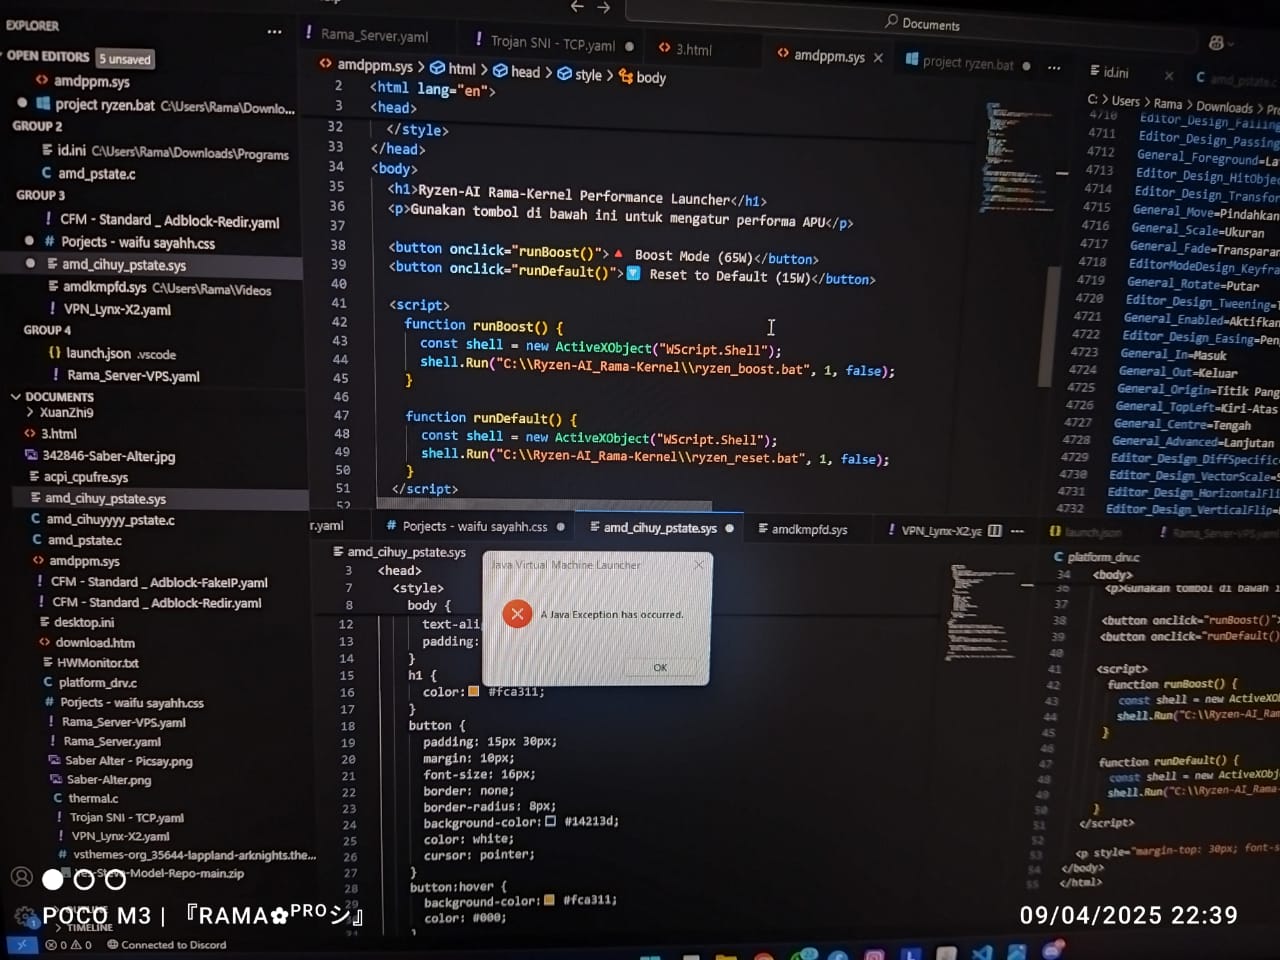 EXPLORER
OPEN EDITORS 5 unsaved
amdppm.sys
project ryzen.bat C:\Users\Rama\Downlo...
GROUP 2
id.ini C:\Users\Rama\Downloads\Programs
amd_pstate.c
GROUP 3
CFM - Standard _ Adblock-Redir.yaml
Porjects - waifu sayahh.css
amd_cihuy_pstate.sys
amdkmpfd.sys C:\Users\Rama\Videos
VPN_Lynx-X2.yaml
GROUP 4
launch.json .vscode
Rama_Server-VPS.yaml
DOCUMENTS
XuanZhi9
3.html
342846-Saber-Alter.jpg
acpi_cpufre.sys
amd_cihuy_pstate.sys
amd_cihuyyyy_pstate.c
amd_pstate.c
amdppm.sys
CFM - Standard _ Adblock-FakeIP.yaml
CFM - Standard _ Adblock-Redir.yaml
desktop.ini
download.htm
HWMonitor.txt
platform_drv.c
Porjects - waifu sayahh.css
Rama_Server-VPS.yaml
Rama_Server.yaml
Saber Alter - Picsay.png
Saber-Alter.png
thermal.c
Trojan SNI - TCP.yaml
VPN_Lynx-X2.yaml
vsthemes-org_35644-lappland-arknights.the...
-Model-Repo-main.zip
TIMELINE
0 0 Connected to Discord
Documents
Rama_Server.yaml
Trojan SNI - TCP.yaml
3.html
amdppm.sys
project ryzen.bat
amdppm.sys > html > head > style > body
2 <html lang="en">
3 <head>
32 </style>
33 </head>
34 <body>
35 <h1>Ryzen-AI Rama-Kernel Performance Launcher</h1>
36 <p>Gunakan tombol di bawah ini untuk mengatur performa APU</p>
37
38 <button onclick="runBoost()">🔺 Boost Mode (65W)</button>
39 <button onclick="runDefault()">Reset to Default (15W)</button>
40
41 <script>
42 function runBoost() {
43 const shell = new ActiveXObject("WScript.Shell");
44 shell.Run("C:\\Ryzen-AI_Rama-Kernel\\ryzen_boost.bat", 1, false);
45 }
46
47 function runDefault() {
48 const shell = new ActiveXObject("WScript.Shell");
49 shell.Run("C:\\Ryzen-AI_Rama-Kernel\\ryzen_reset.bat", 1, false);
50 }
51 </script>
52
id.ini
amd_pstate.c
C: > Users > Rama > Downloads >
4710 Editor_Design_Failing
4711 Editor_Design_Passing
4712 General_Foreground=La
4713 Editor_Design_HitObjec
4714 Editor_Design_Transfor
4715 General_Move=Pindahkan
4716 General_Scale=Ukuran
4717 General_Fade=Transparan
4718 EditorModeDesign_Keyfra
4719 General_Rotate=Putar
4720 Editor_Design_Tweening=
4721 General_Enabled=Aktifkan
4722 Editor_Design_Easing=Pen
4723 General_In=Masuk
4724 General_Out=Keluar
4725 General_Origin=Titik Pang
4726 General_TopLeft=Kiri-Atas
4727 General_Centre=Tengah
4728 General_Advanced=Lanjutan
4729 Editor_Design_DiffSpecific
4730 Editor_Design_VectorScale=S
4731 Editor_Design_HorizontalFli
4732 Editor_Design_VerticalFlip=
r.yaml
Porjects - waifu sayahh.css
amd_cihuy_pstate.sys
amdkmpfd.sys
VPN_Lynx-X2.ya
amd_cihuy_pstate.sys
3 <head>
7 <style>
8 body {
12 text-ali
13 padding:
14 }
15 h1 {
16 color: #fca311;
17 }
18 button {
19 padding: 15px 30px;
20 margin: 10px;
21 font-size: 16px;
22 border: none;
23 border-radius: 8px;
24 background-color: #14213d;
25 color: white;
26 cursor: pointer;
27 }
28 button:hover {
29 background-color: #fca311;
30 color: #000;
31 }
Java Virtual Machine Launcher
A Java Exception has occurred.
OK
launch.json
Rama_Server-VPS.yaml
platform_drv.c
34 <body>
36 <p>Gunakan tombol di bawah i
37
38 <button onclick="runBoost()"
39 <button onclick="runDefault()
40
41 <script>
42 function runBoost() {
43 const shell = new ActiveXO
44 shell.Run("C:\\Ryzen-AI_Ram
45 }
46
47 function runDefault() {
48 const shell = new ActiveXObj
49 shell.Run("C:\\Ryzen-AI_Rama-
50 }
51 </script>
52
53 <p style="margin-top: 30px; font-s
54 </body>
55 </html>
POCO M3 | 『RAMA✿ᴾᴿᴼシ』
09/04/2025 22:39